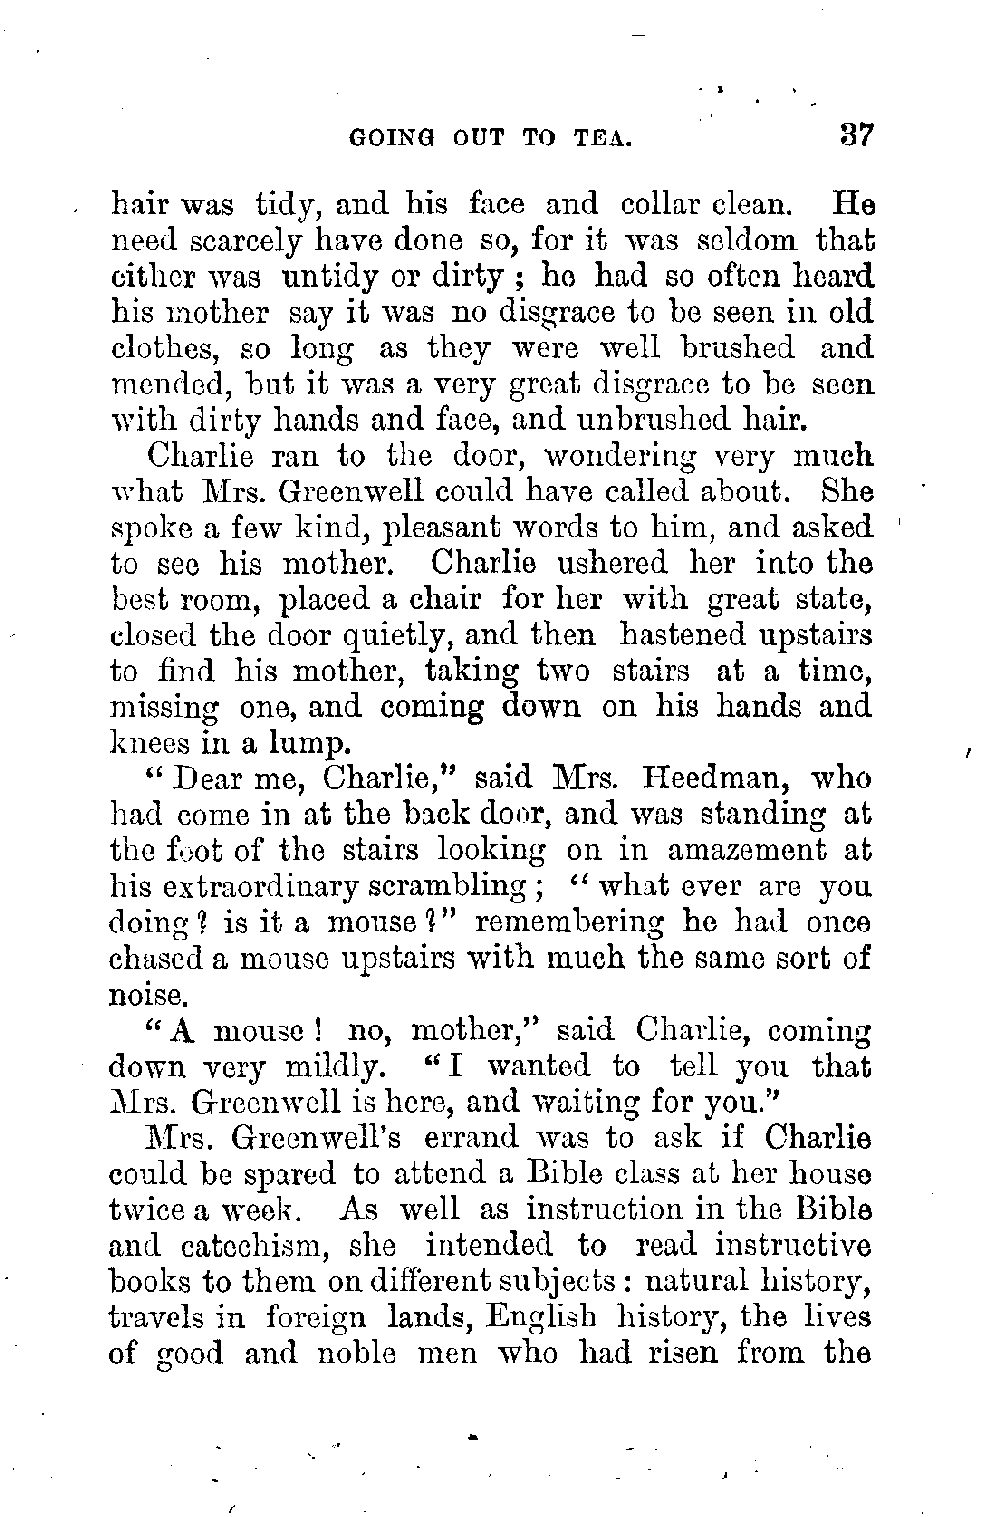 GOING OUT TO TEA. 37
hair was tidy, and his face and collar clean. He
need scarcely have done so, for it was seldom that
either was untidy or dirty ; he had so often heard
his mother say it was no disgrace to be seen in old
clothes, so long as they were well brushed and
mended, but it was a very great disgrace to be seen
with dirty hands and face, and unbrushed hair.
Charlie ran to the door, wondering very much
what Mrs. Greenwell could have called about. She
spoke a few kind, pleasant words to him, and asked
to see his mother. Charlie ushered her into the
best room, placed a chair for her with great state,
closed the door quietly, and then hastened upstairs
to find his mother, taking two stairs at a time,
missing one, and coming down on his hands and
knees in a lump.
“ Dear me, Charlie,” said Mrs. Heedman, who
had come in at the back door, and was standing at
the foot of the stairs looking on in amazement at
his extraordinary scrambling ; “ what ever are you
doing ? is it a mouse ?” remembering he had once
chased a mouse upstairs with much the same sort of
noise.
“ A mouse ! no, mother,” said Charlie, coming
down very mildly. “ I wanted to tell you that
Mrs. Greenwell is here, and waiting for you.”
Mrs. Greenwell's errand was to ask if Charlie
could be spared to attend a Bible class at her house
twice a week. As well as instruction in the Bible
and catechism, she intended to read instructive
books to them on different subjects : natural history,
travels in foreign lands, English history, the lives
of good and noble men who had risen from the